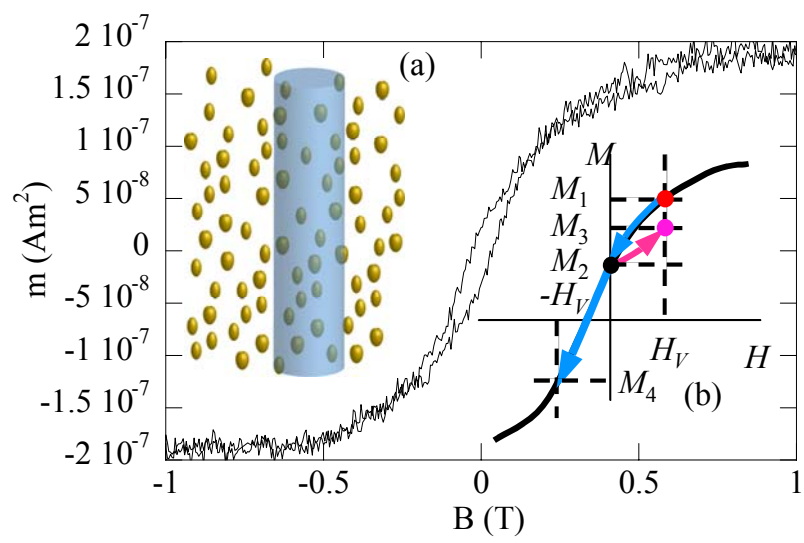 2 10⁻⁷
(a)
1.5 10⁻⁷
1 10⁻⁷
M
5 10⁻⁸
M₁
M₃
0
M₂
-5 10⁻⁸
-H_V
-1 10⁻⁷
H_V
H
M₄
(b)
-1.5 10⁻⁷
-2 10⁻⁷
m (Am²)
-1
-0.5
0
0.5
1
B (T)